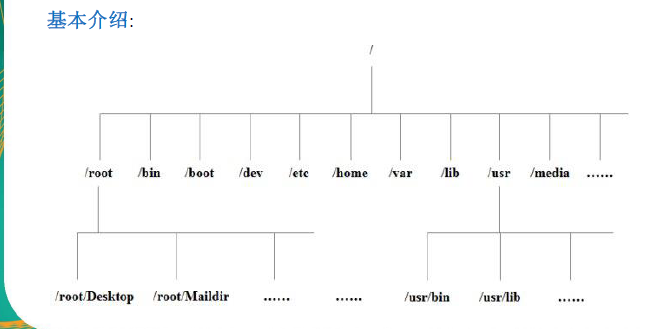 基本介绍:
/
/root /bin /boot /dev /etc /home /var /lib /usr /media ......
/root/Desktop /root/Maildir ...... ...... /usr/bin /usr/lib ......